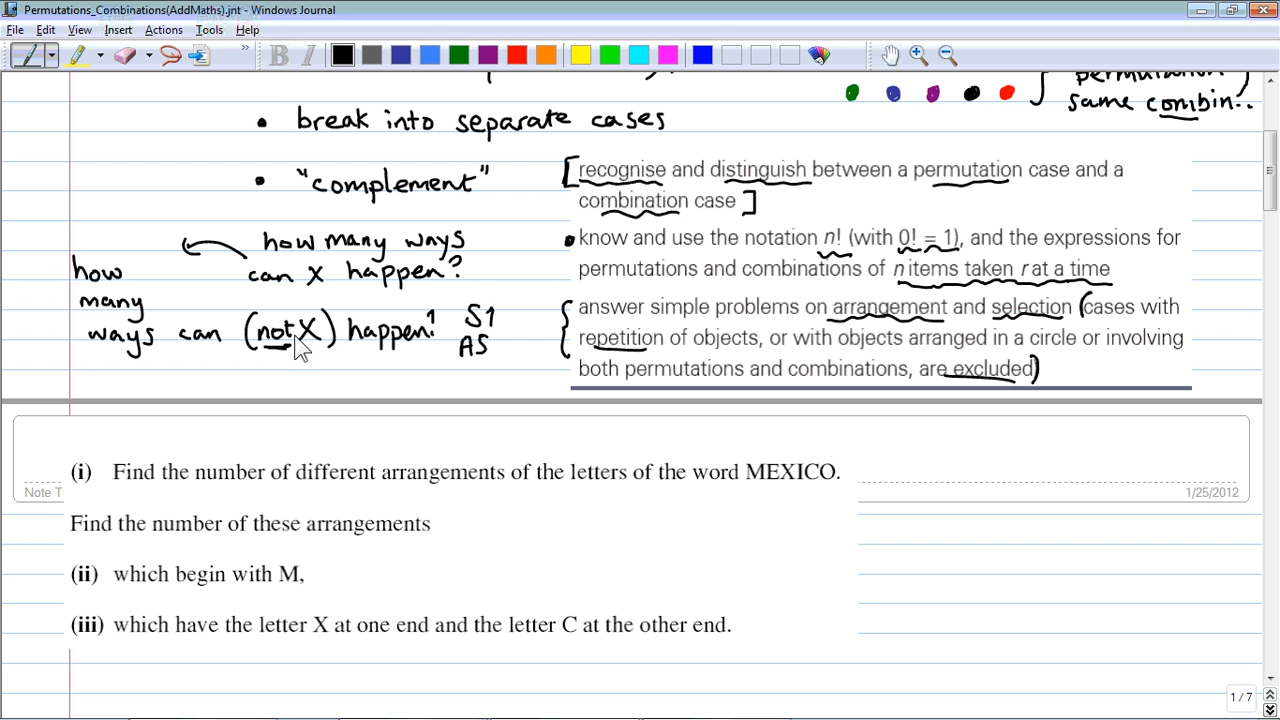 Permutations_Combinations(AddMaths).jnt - Windows Journal
File Edit View Insert Actions Tools Help
B I
permutation
same combin..
• break into separate cases
• "complement"
how many ways
can x happen?
how
many
ways can (not X) happen?
S1
AS
[recognise and distinguish between a permutation case and a
combination case ]
• know and use the notation n! (with 0! = 1), and the expressions for
permutations and combinations of n items taken r at a time
{ answer simple problems on arrangement and selection (cases with
repetition of objects, or with objects arranged in a circle or involving
both permutations and combinations, are excluded)
(i) Find the number of different arrangements of the letters of the word MEXICO.
Note T
1/25/2012
Find the number of these arrangements
(ii) which begin with M,
(iii) which have the letter X at one end and the letter C at the other end.
1 / 7